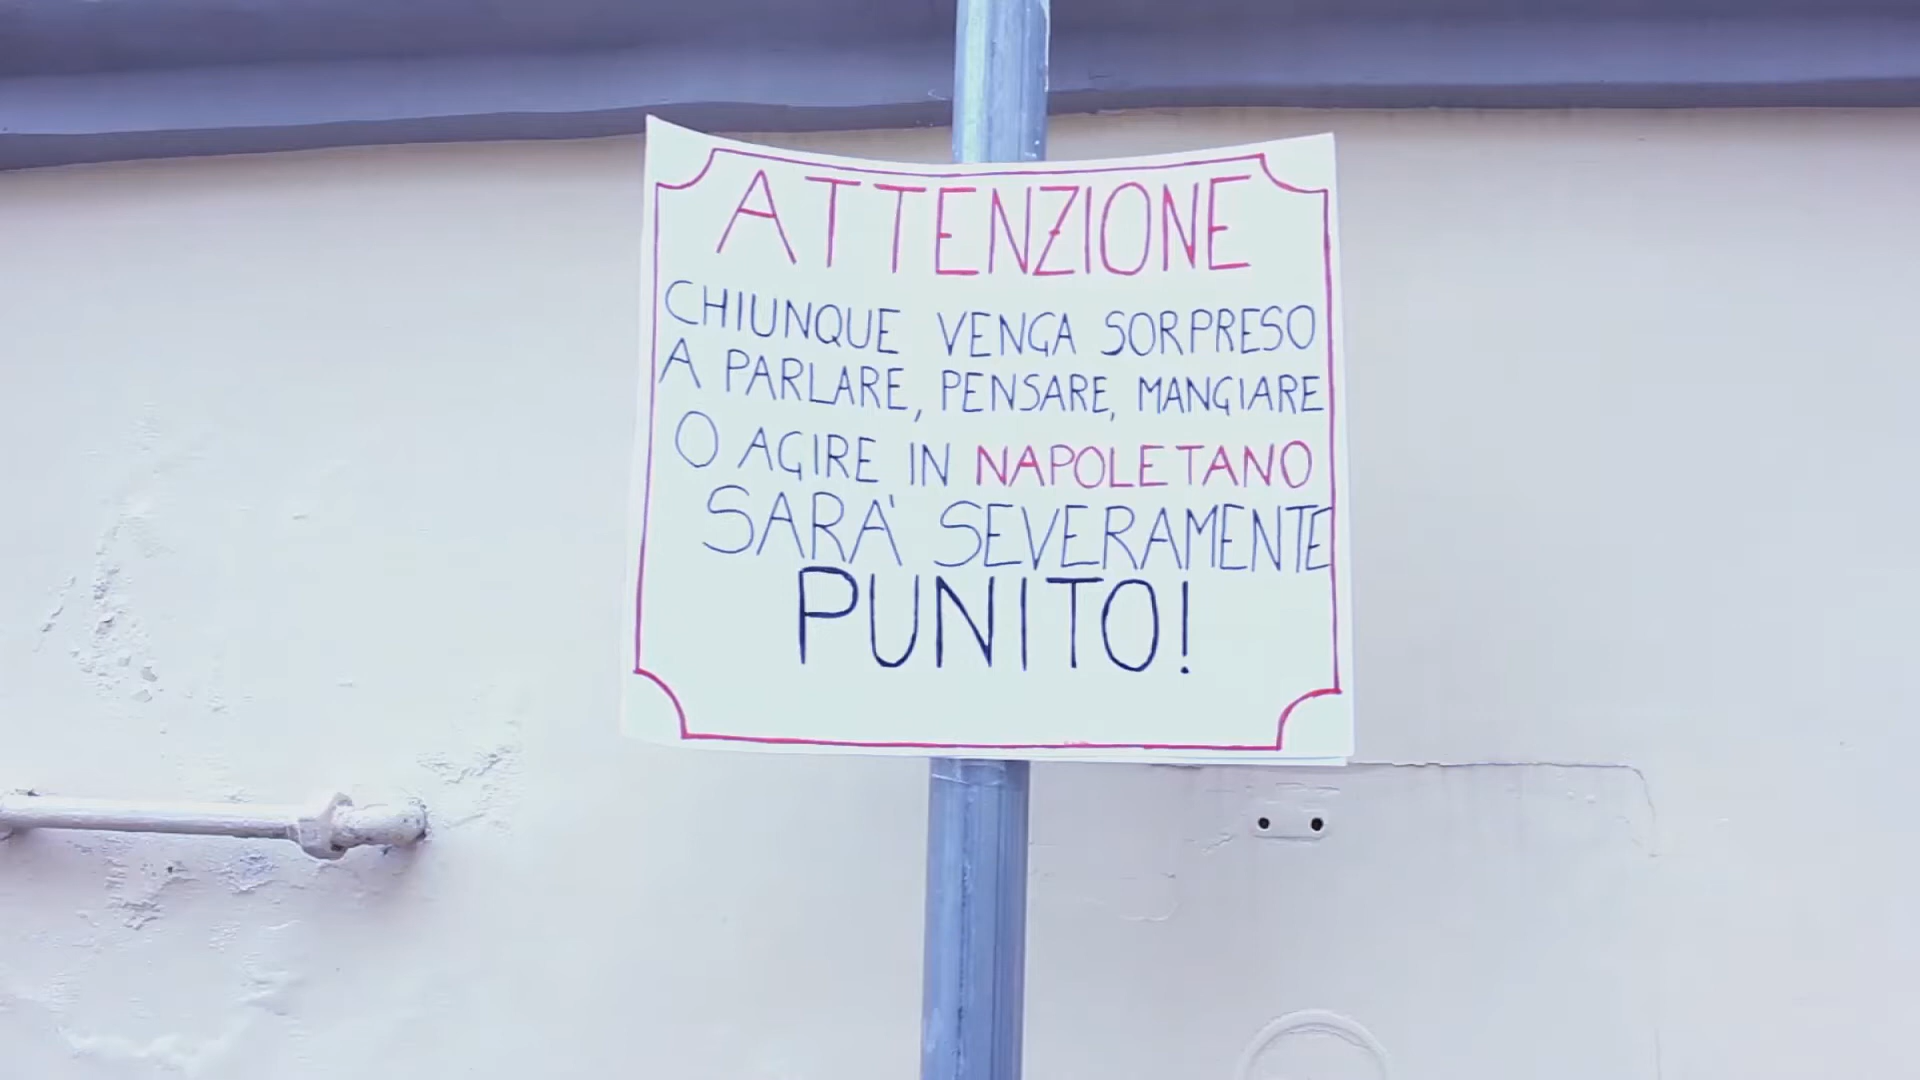 ATTENZIONE
CHIUNQUE VENGA SORPRESO
A PARLARE, PENSARE, MANGIARE
O AGIRE IN NAPOLETANO
SARA' SEVERAMENTE
PUNITO!